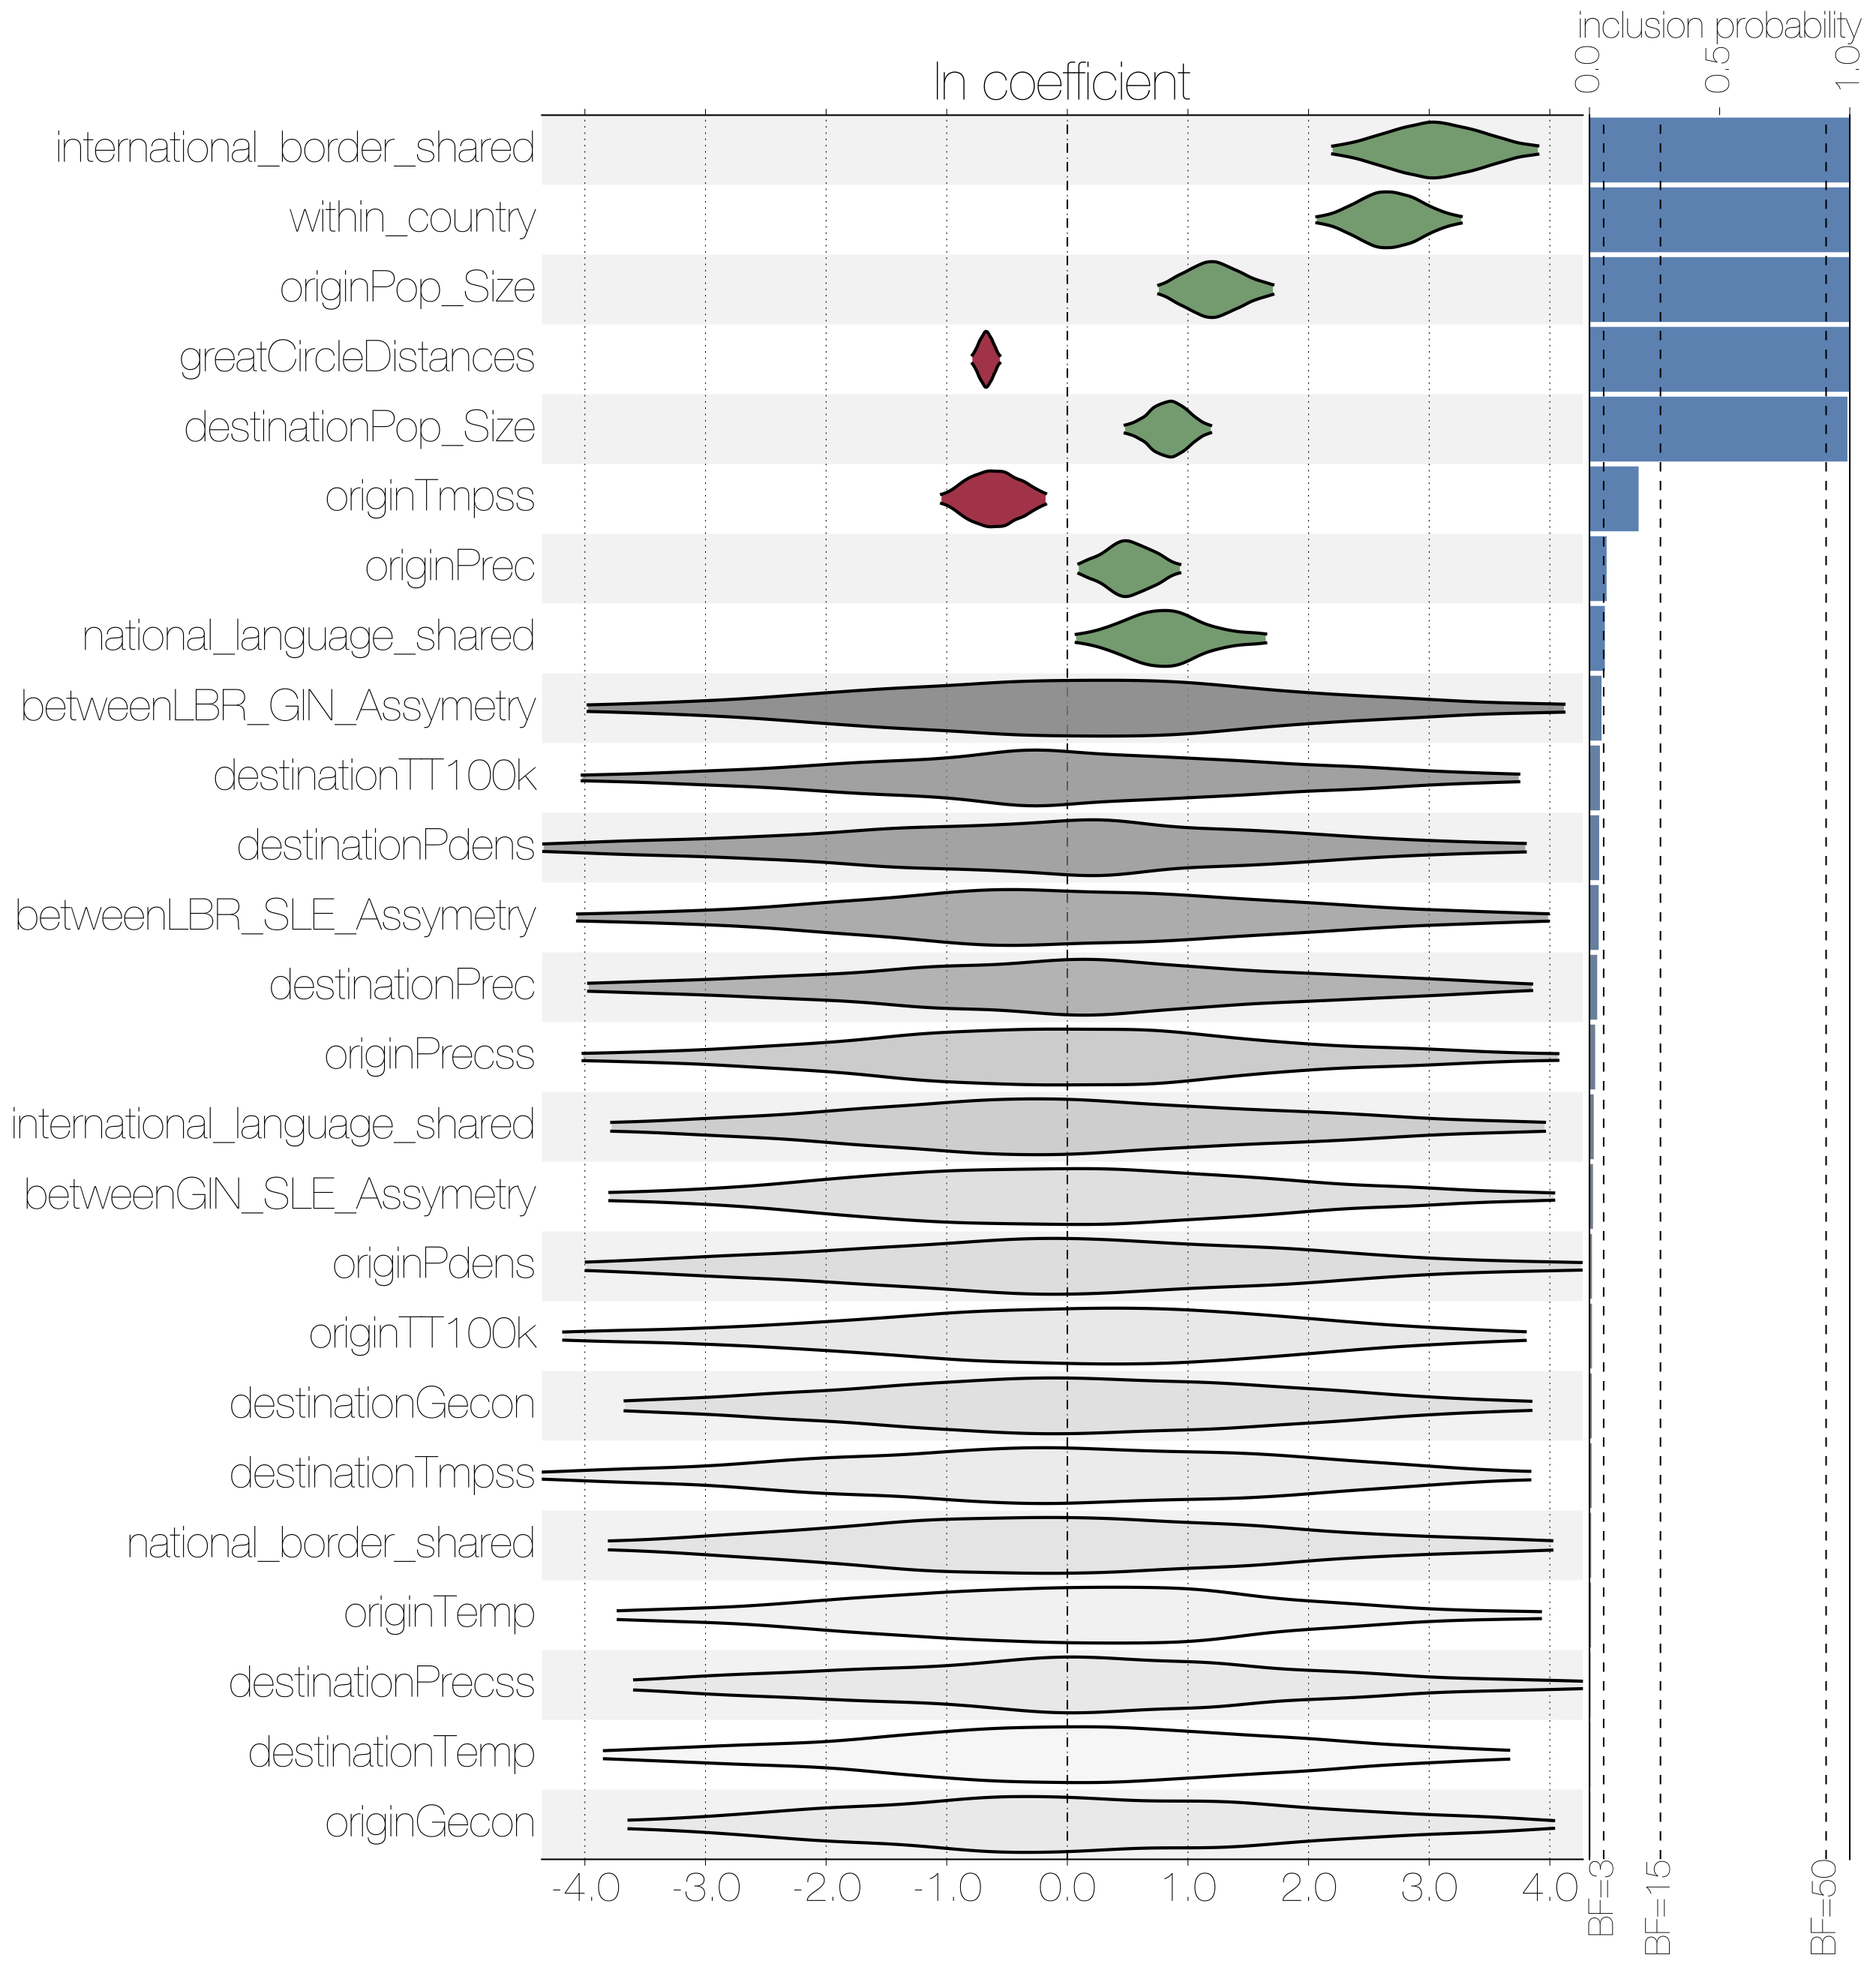 inclusion probability
0.0
0.5
1.0
ln coefficient
international_border_shared
within_country
originPop_Size
greatCircleDistances
destinationPop_Size
originTmpss
originPrec
national_language_shared
betweenLBR_GIN_Assymetry
destinationTT100k
destinationPdens
betweenLBR_SLE_Assymetry
destinationPrec
originPrecss
international_language_shared
betweenGIN_SLE_Assymetry
originPdens
originTT100k
destinationGecon
destinationTmpss
national_border_shared
originTemp
destinationPrecss
destinationTemp
originGecon
-4.0 -3.0 -2.0 -1.0 0.0 1.0 2.0 3.0 4.0
BF=3
BF=15
BF=50